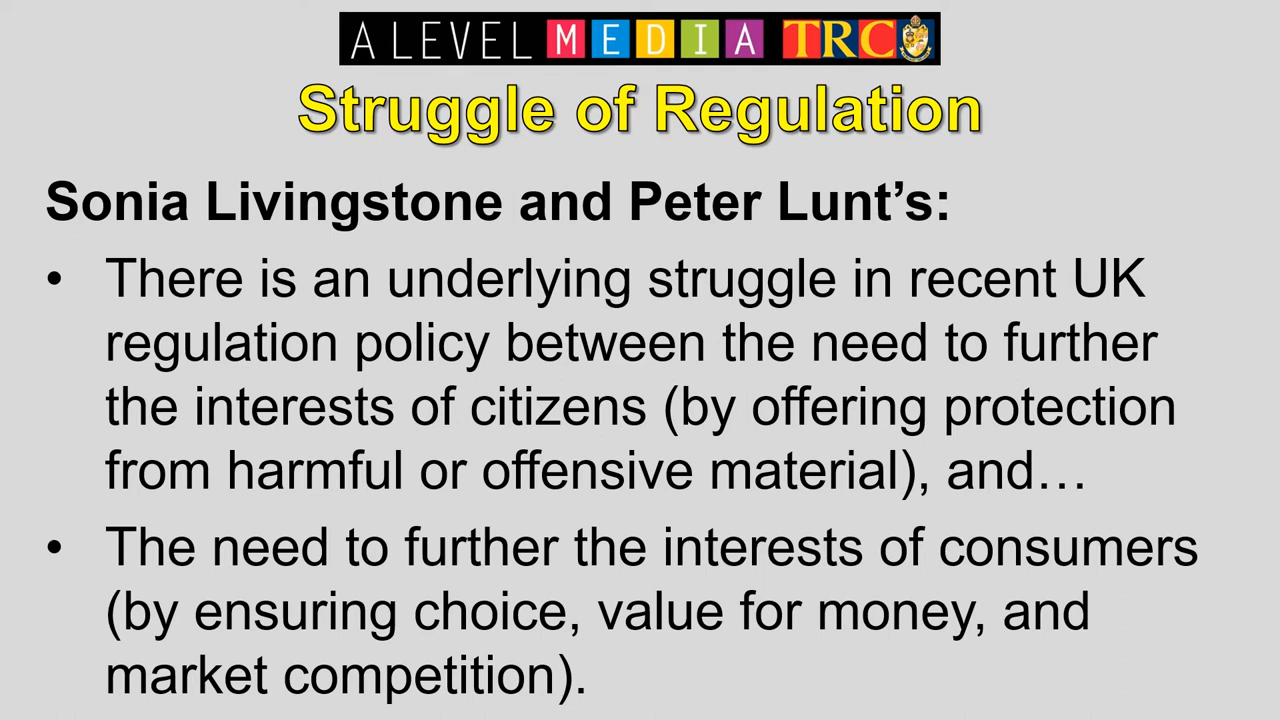 A LEVEL MEDIA TRC
Struggle of Regulation
Sonia Livingstone and Peter Lunt’s:
• There is an underlying struggle in recent UK
regulation policy between the need to further
the interests of citizens (by offering protection
from harmful or offensive material), and…
• The need to further the interests of consumers
(by ensuring choice, value for money, and
market competition).